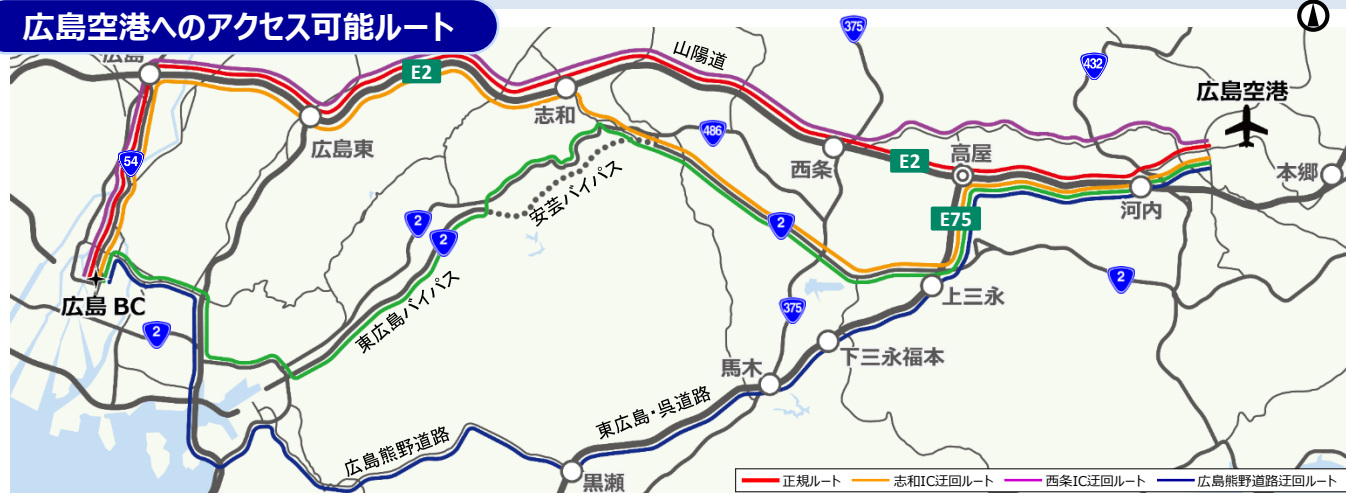 広島空港へのアクセス可能ルート
広島
E2
山陽道
375
432
広島空港
志和
広島東
486
54
西条
E2
高屋
本郷
河内
安芸バイパス
2
2
2
E75
2
広島 BC
上三永
2
東広島バイパス
375
下三永福本
馬木
東広島・呉道路
広島熊野道路
黒瀬
正規ルート 志和IC迂回ルート 西条IC迂回ルート 広島熊野道路迂回ルート